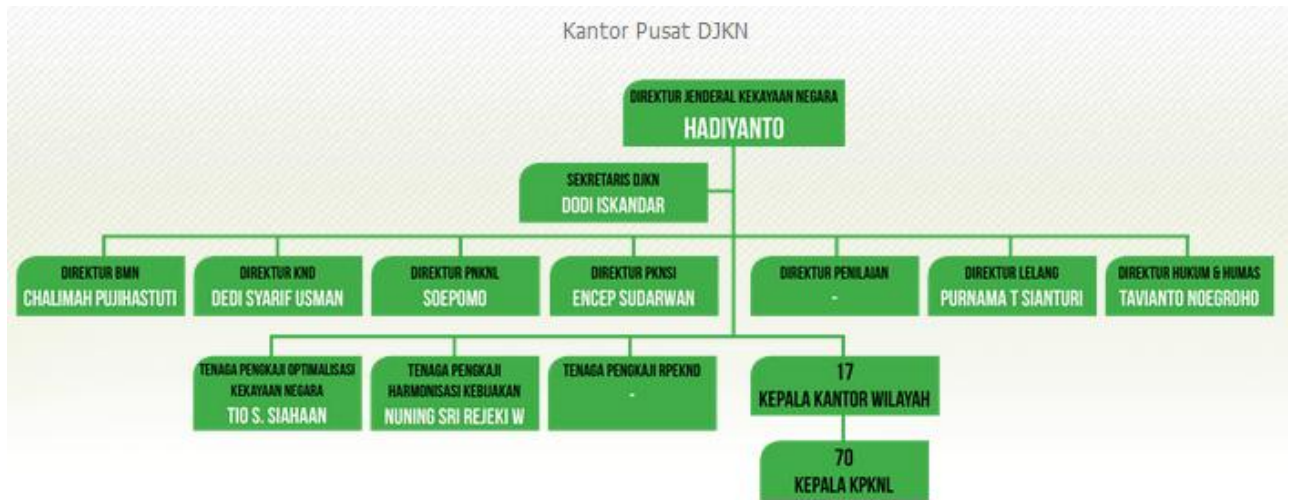 Kantor Pusat DJKN
DIREKTUR JENDERAL KEKAYAAN NEGARA
HADIYANTO
SEKRETARIS DJKN
DODI ISKANDAR
DIREKTUR BMN
CHALIMAH PUJIHASTUTI
DIREKTUR KND
DEDI SYARIF USMAN
DIREKTUR PNKNL
SOEPOMO
DIREKTUR PKNSI
ENCEP SUDARWAN
DIREKTUR PENILAIAN
-
DIREKTUR LELANG
PURNAMA T SIANTURI
DIREKTUR HUKUM & HUMAS
TAVIANTO NOEGROHO
TENAGA PENGKAJI OPTIMALISASI
KEKAYAAN NEGARA
TIO S. SIAHAAN
TENAGA PENGKAJI
HARMONISASI KEBIJAKAN
NUNING SRI REJEKI W
TENAGA PENGKAJI RPEKND
-
17
KEPALA KANTOR WILAYAH
70
KEPALA KPKNL